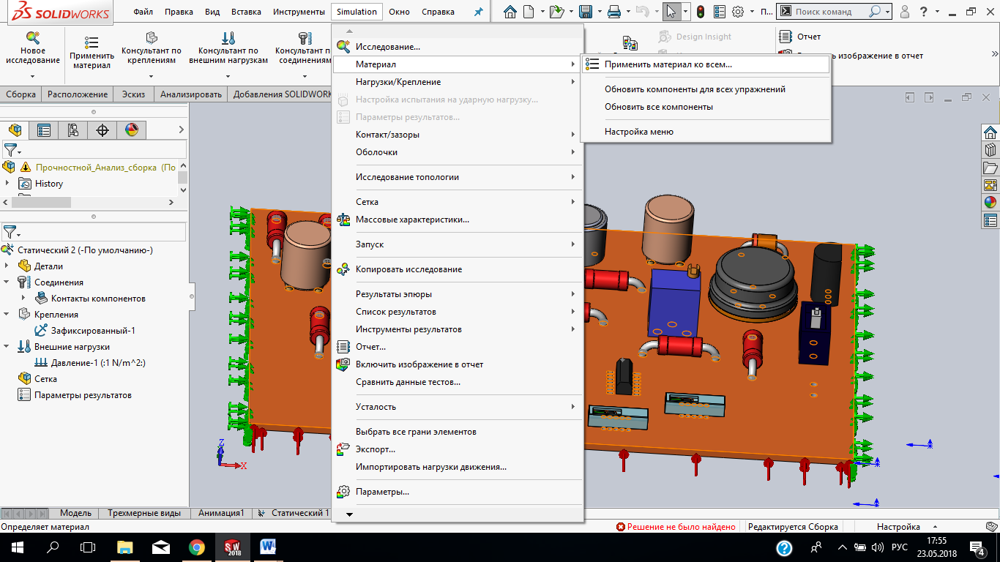 SOLIDWORKS
Файл Правка Вид Вставка Инструменты Simulation Окно Справка
П...
Поиск команд
Новое исследование
Применить материал
Консультант по креплениям
Консультант по внешним нагрузкам
Консультант по соединениям
Design Insight
Отчет
изображение в отчет
Сборка Расположение Эскиз Анализировать Добавления SOLIDWORK
Исследование...
Материал
Нагрузки/Крепление
Настройка испытания на ударную нагрузку...
Параметры результатов...
Контакт/зазоры
Оболочки
Исследование топологии
Сетка
Массовые характеристики...
Запуск
Копировать исследование
Результаты эпюры
Список результатов
Инструменты результатов
Отчет...
Включить изображение в отчет
Сравнить данные тестов...
Усталость
Выбрать все грани элементов
Экспорт...
Импортировать нагрузки движения...
Параметры...
Применить материал ко всем...
Обновить компоненты для всех упражнений
Обновить все компоненты
Настройка меню
Прочностной_Анализ_сборка (По
History
Статический 2 (-По умолчанию-)
Детали
Соединения
Контакты компонентов
Крепления
Зафиксированный-1
Внешние нагрузки
Давление-1 (:1 N/m^2:)
Сетка
Параметры результатов
Z
X
Модель Трехмерные виды Анимация1 Статический 1
Определяет материал
Решение не было найдено
Редактируется Сборка
Настройка
SW
2018
W
РУС
17:55
23.05.2018
4